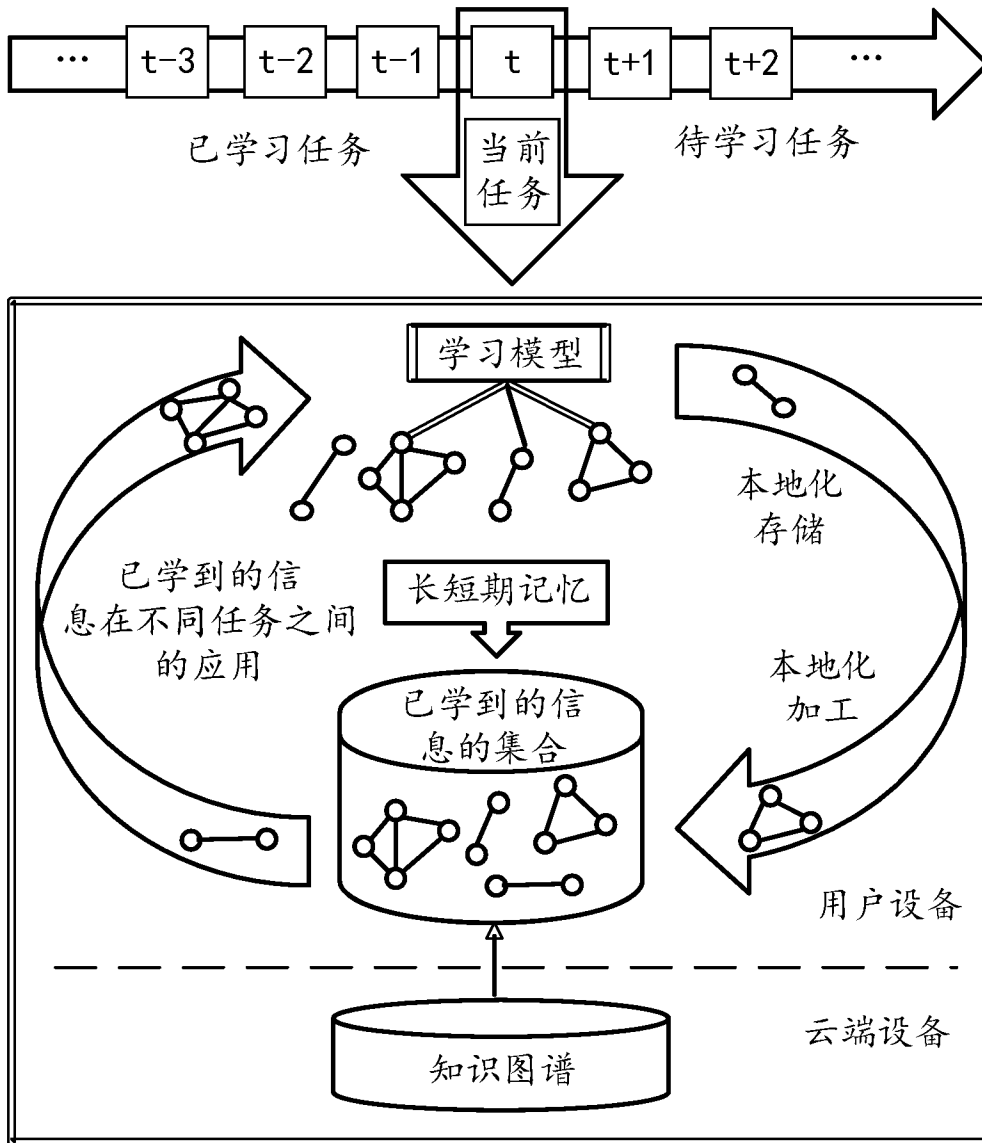 … t-3 t-2 t-1 t t+1 t+2 …
已学习任务
当前
任务
待学习任务
学习模型
本地化
存储
已学到的信
息在不同任务之间
的应用
长短期记忆
本地化
加工
已学到的信
息的集合
用户设备
云端设备
知识图谱